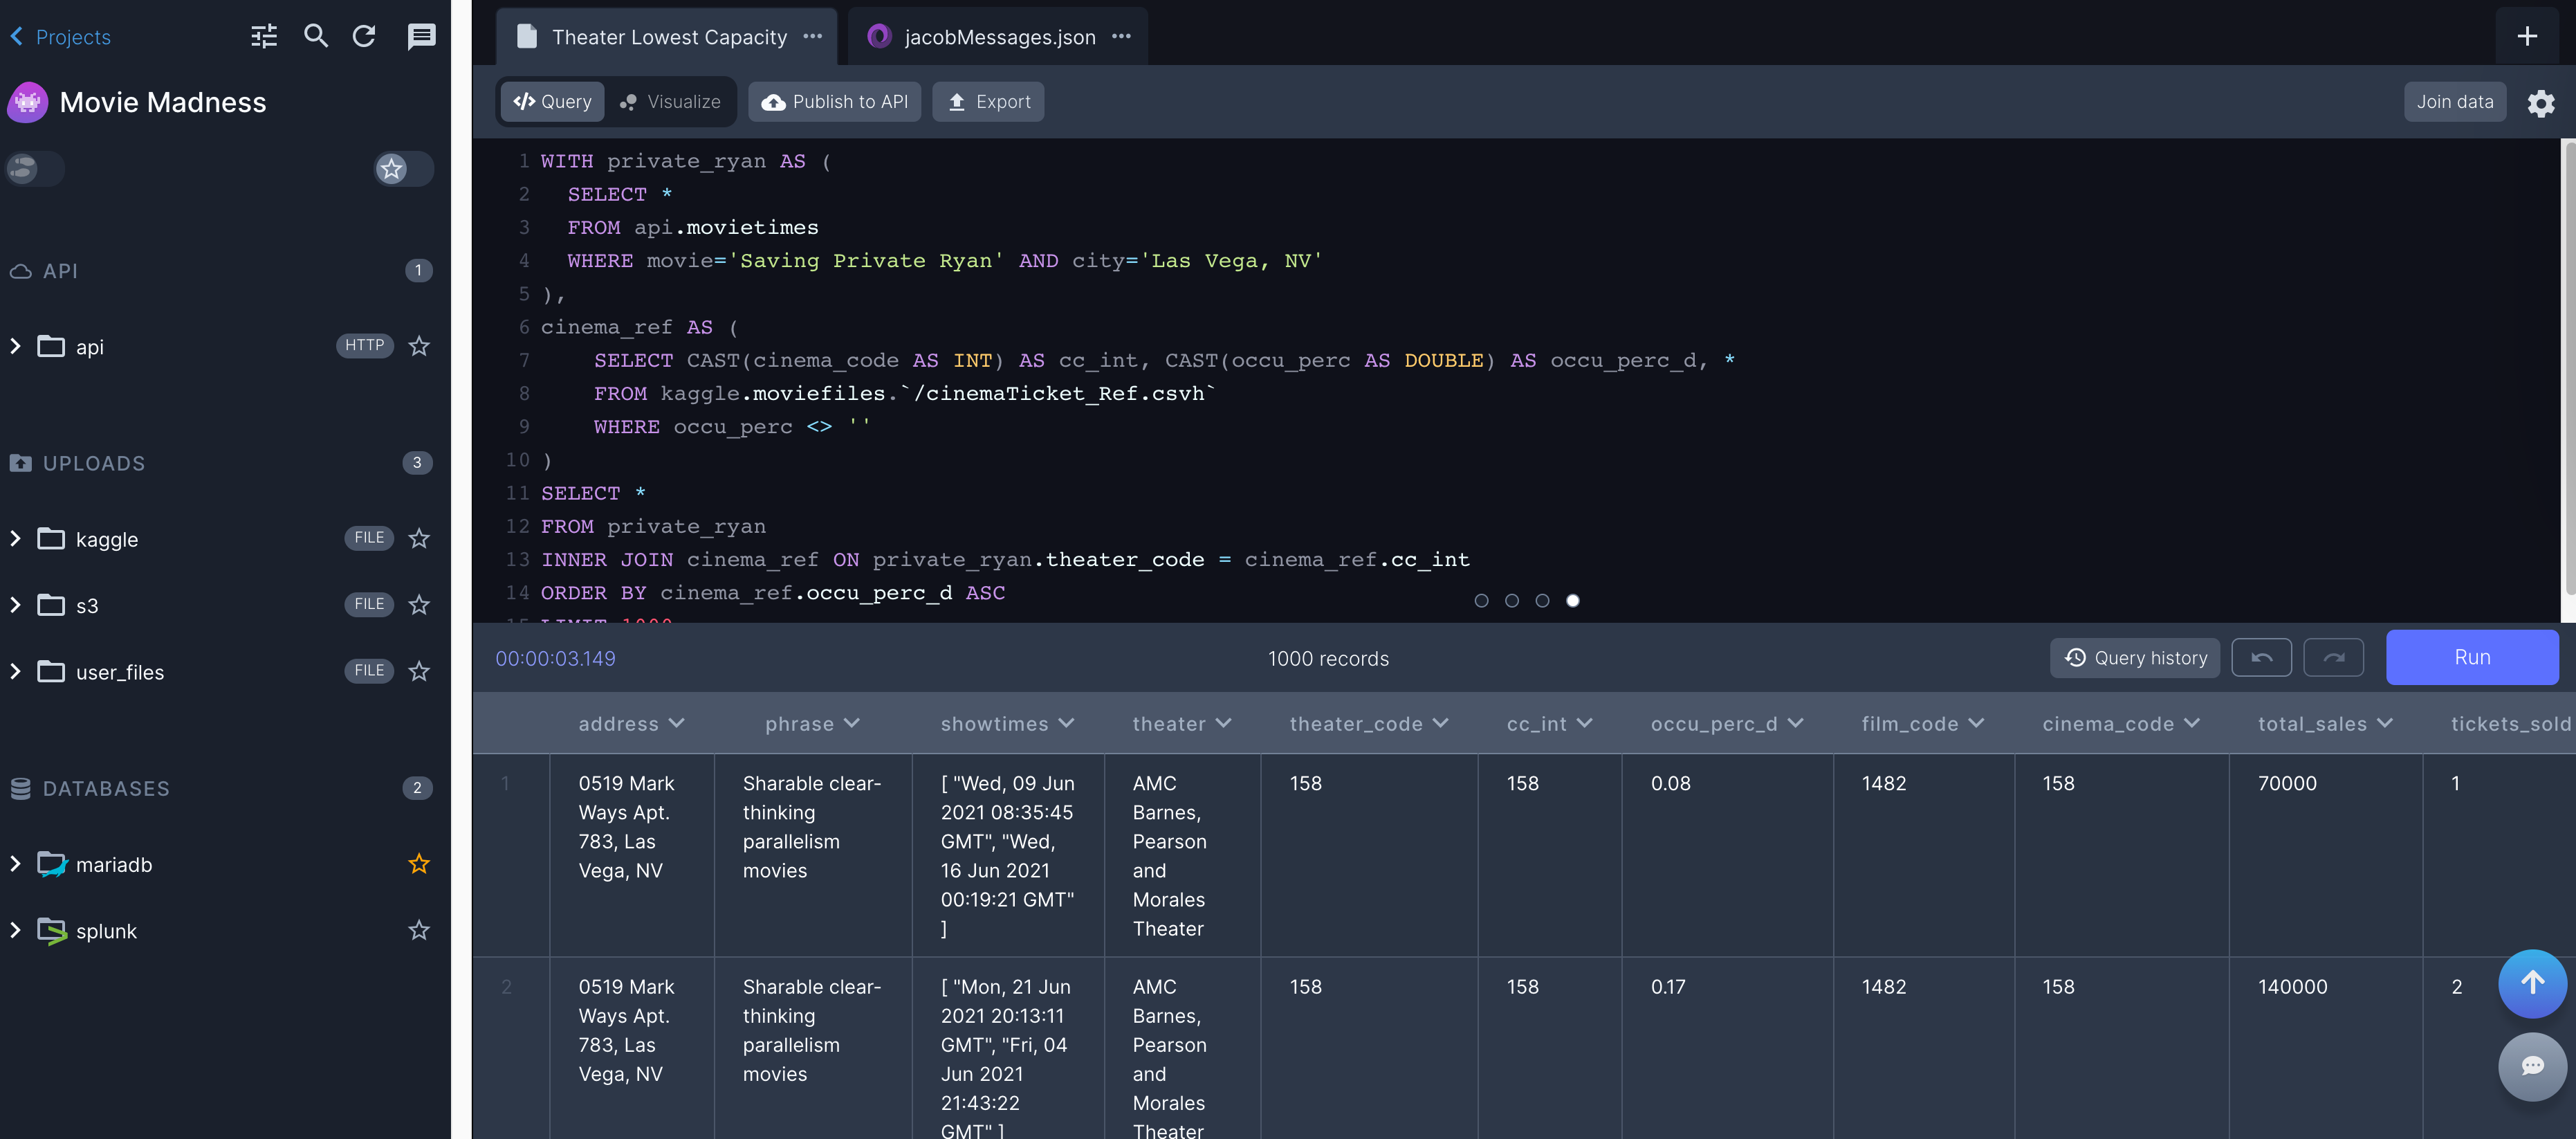 Projects
Movie Madness
API 1
api HTTP
UPLOADS 3
kaggle FILE
s3 FILE
user_files FILE
DATABASES 2
mariadb
splunk
Theater Lowest Capacity ··· jacobMessages.json ···
Query Visualize Publish to API Export Join data
1 WITH private_ryan AS (
2 SELECT *
3 FROM api.movietimes
4 WHERE movie='Saving Private Ryan' AND city='Las Vega, NV'
5 ),
6 cinema_ref AS (
7 SELECT CAST(cinema_code AS INT) AS cc_int, CAST(occu_perc AS DOUBLE) AS occu_perc_d, *
8 FROM kaggle.moviefiles.`/cinemaTicket_Ref.csvh`
9 WHERE occu_perc <> ''
10 )
11 SELECT *
12 FROM private_ryan
13 INNER JOIN cinema_ref ON private_ryan.theater_code = cinema_ref.cc_int
14 ORDER BY cinema_ref.occu_perc_d ASC
15 LIMIT 1000
00:00:03.149 1000 records Query history Run
address phrase showtimes theater theater_code cc_int occu_perc_d film_code cinema_code total_sales tickets_sold
1 0519 Mark Sharable clear- [ "Wed, 09 Jun AMC 158 158 0.08 1482 158 70000 1
Ways Apt. thinking 2021 08:35:45 Barnes,
783, Las parallelism GMT", "Wed, Pearson
Vega, NV movies 16 Jun 2021 and
00:19:21 GMT" Morales
] Theater
2 0519 Mark Sharable clear- [ "Mon, 21 Jun AMC 158 158 0.17 1482 158 140000 2
Ways Apt. thinking 2021 20:13:11 Barnes,
783, Las parallelism GMT", "Fri, 04 Pearson
Vega, NV movies Jun 2021 and
21:43:22 Morales
GMT" ] Theater